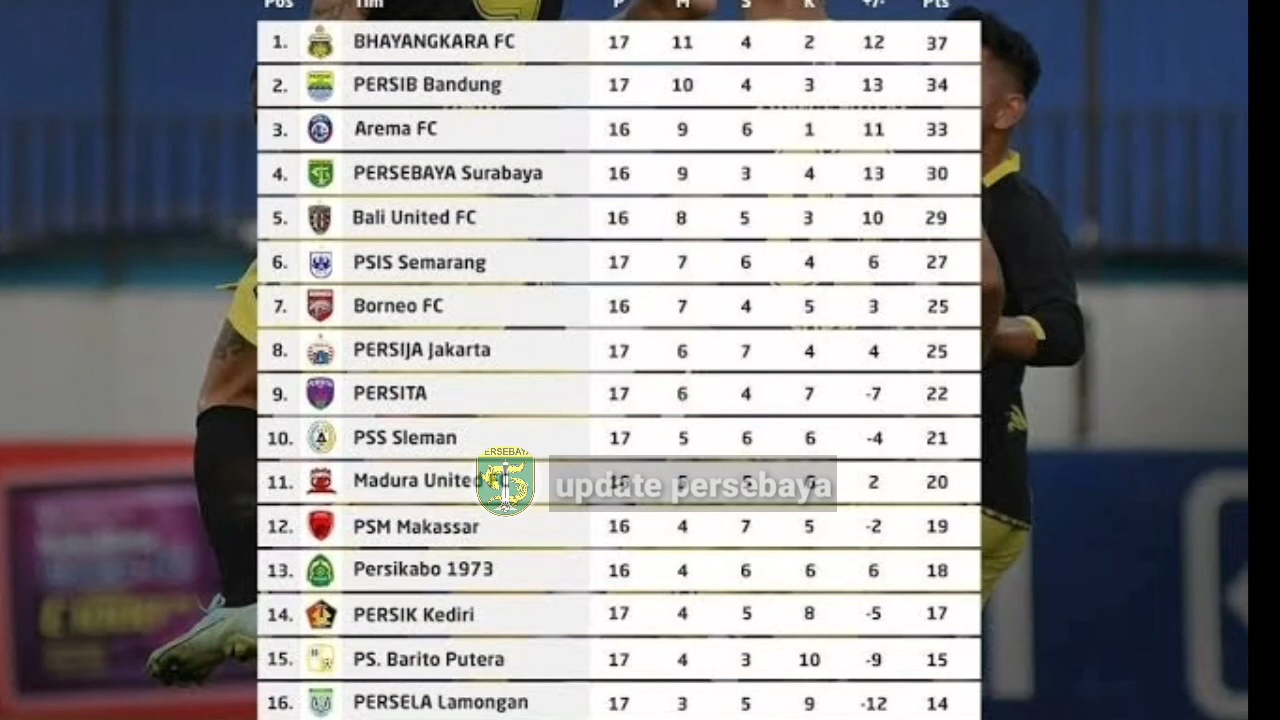 Pos Tim P M S K +/- Pts
1. BHAYANGKARA FC 17 11 4 2 12 37
2. PERSIB Bandung 17 10 4 3 13 34
3. Arema FC 16 9 6 1 11 33
4. PERSEBAYA Surabaya 16 9 3 4 13 30
5. Bali United FC 16 8 5 3 10 29
6. PSIS Semarang 17 7 6 4 6 27
7. Borneo FC 16 7 4 5 3 25
8. PERSIJA Jakarta 17 6 7 4 4 25
9. PERSITA 17 6 4 7 -7 22
10. PSS Sleman 17 5 6 6 -4 21
11. Madura United 2 20
update persebaya
12. PSM Makassar 16 4 7 5 -2 19
13. Persikabo 1973 16 4 6 6 6 18
14. PERSIK Kediri 17 4 5 8 -5 17
15. PS. Barito Putera 17 4 3 10 -9 15
16. PERSELA Lamongan 17 3 5 9 -12 14